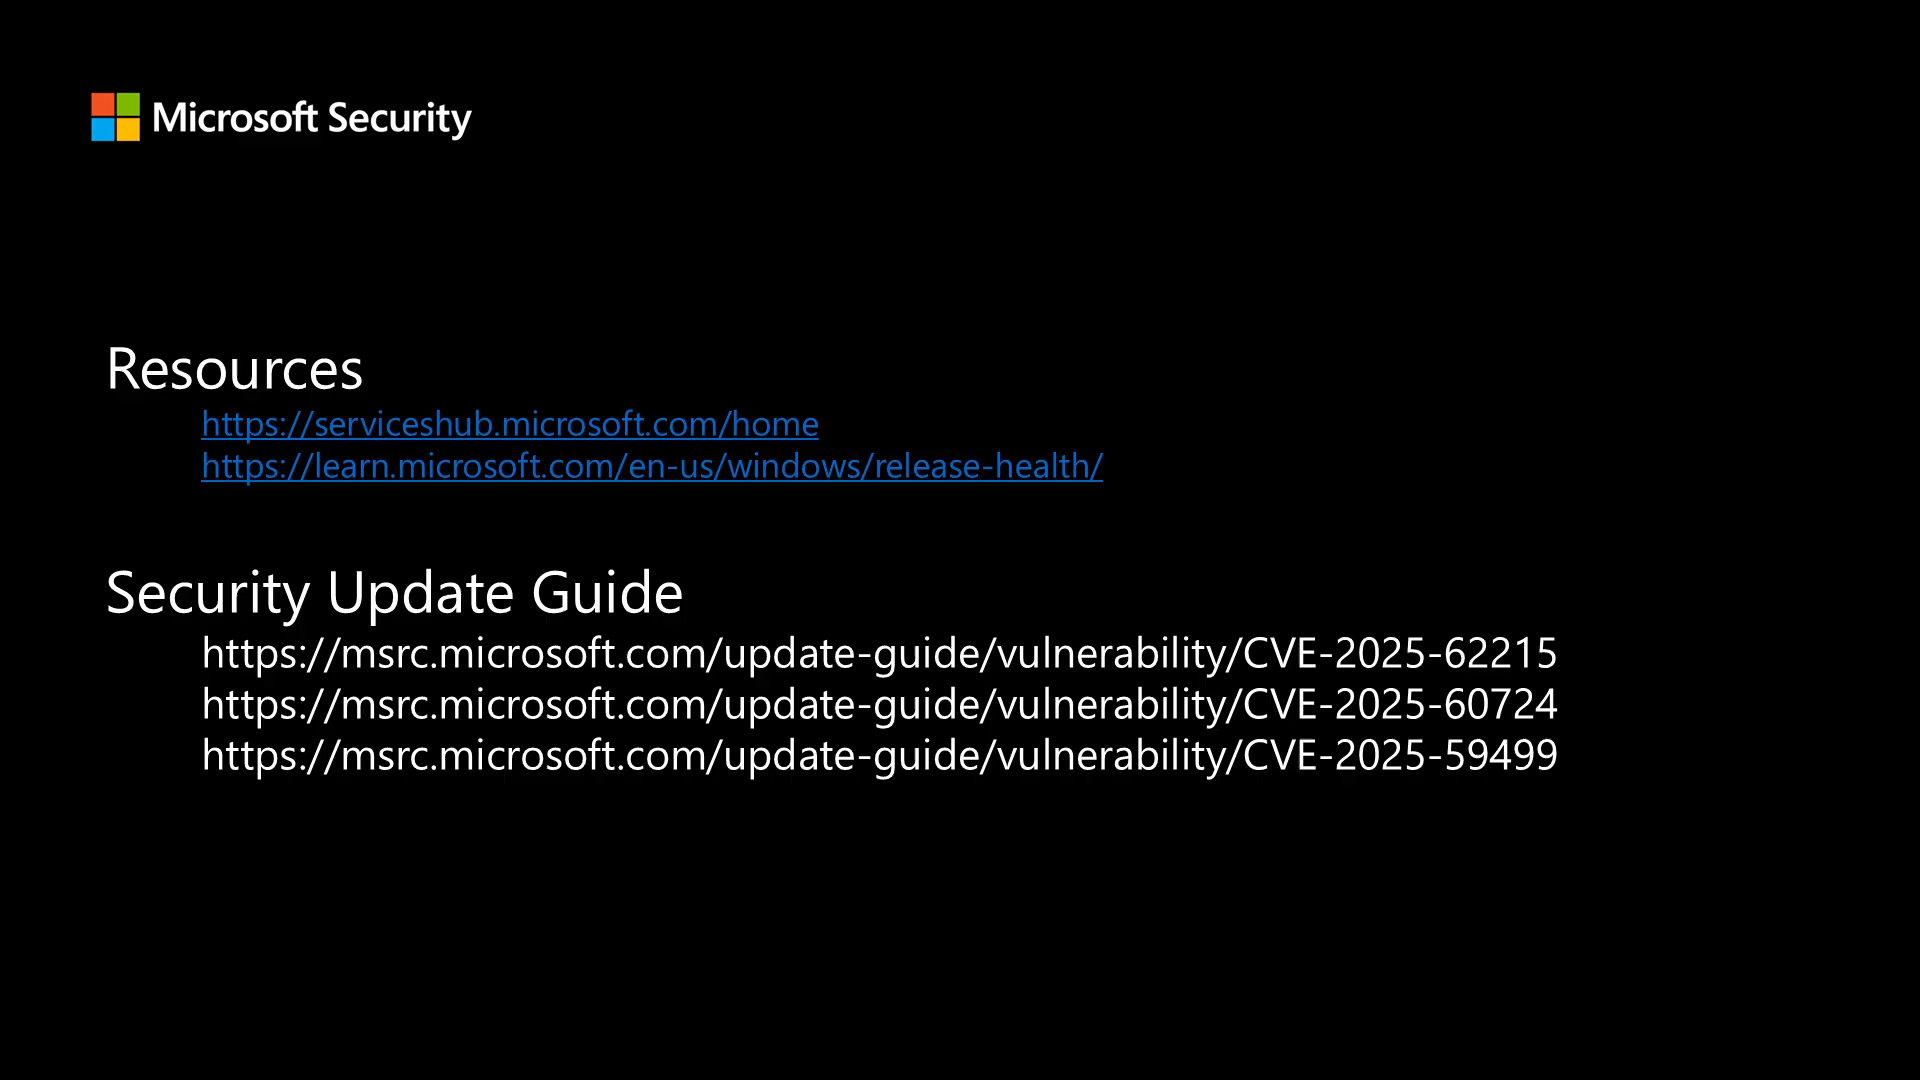 Microsoft Security
Resources
https://serviceshub.microsoft.com/home
https://learn.microsoft.com/en-us/windows/release-health/
Security Update Guide
https://msrc.microsoft.com/update-guide/vulnerability/CVE-2025-62215
https://msrc.microsoft.com/update-guide/vulnerability/CVE-2025-60724
https://msrc.microsoft.com/update-guide/vulnerability/CVE-2025-59499